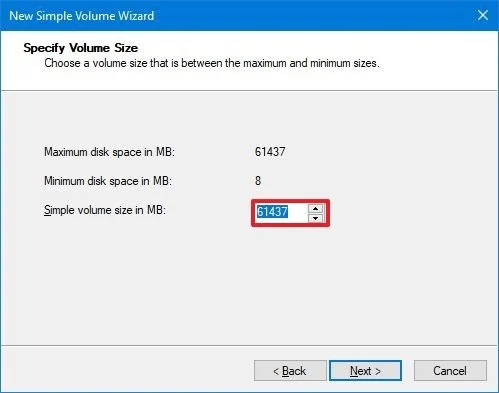 New Simple Volume Wizard
Specify Volume Size
Choose a volume size that is between the maximum and minimum sizes.
Maximum disk space in MB: 61437
Minimum disk space in MB: 8
Simple volume size in MB: 61437
< Back Next > Cancel